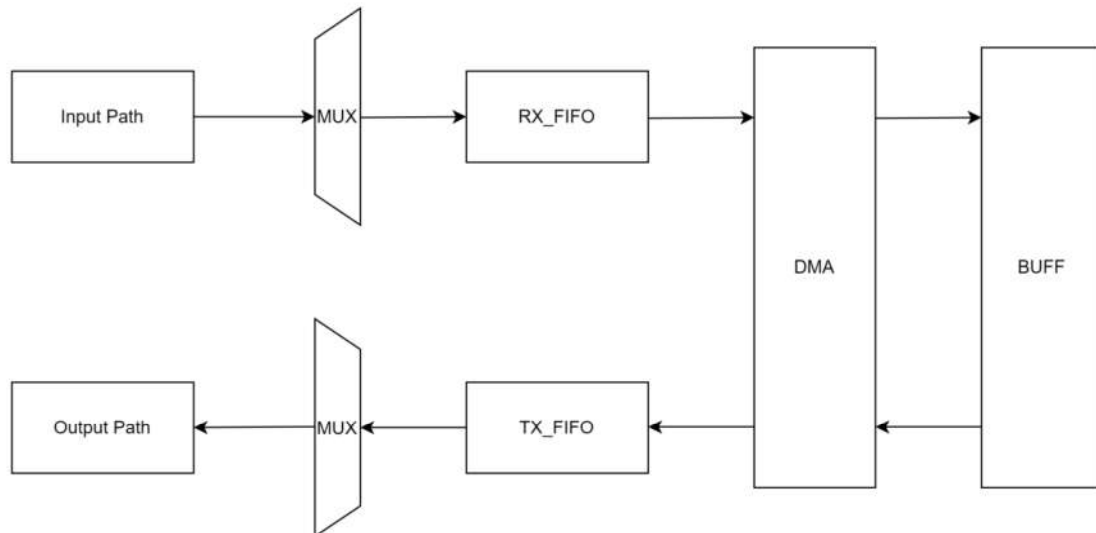 Input Path
MUX
RX_FIFO
DMA
BUFF
Output Path
MUX
TX_FIFO